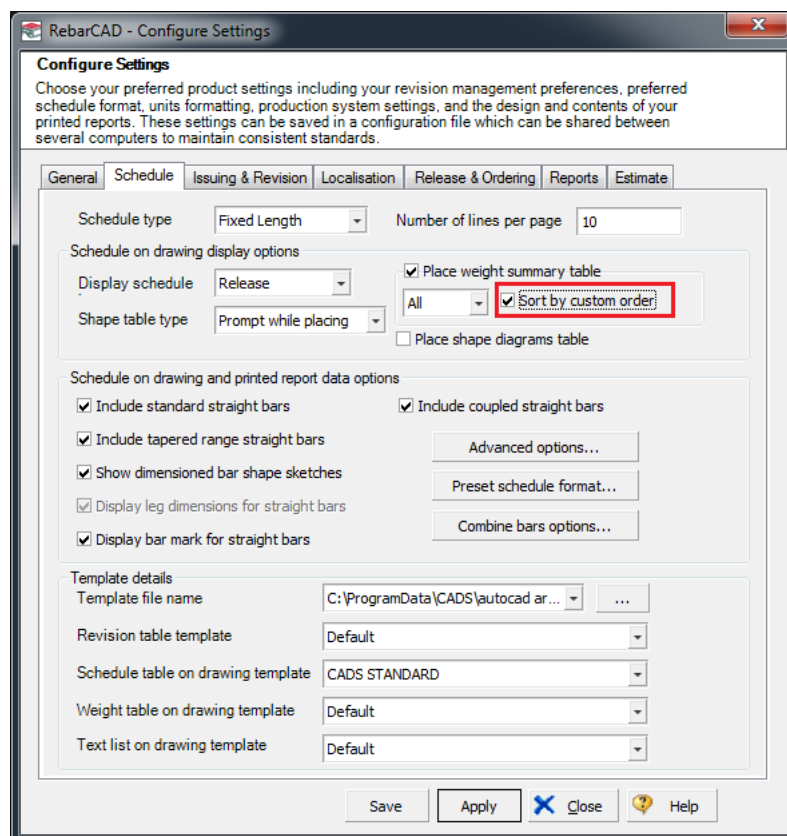 RebarCAD - Configure Settings
Configure Settings
Choose your preferred product settings including your revision management preferences, preferred
schedule format, units formatting, production system settings, and the design and contents of your
printed reports. These settings can be saved in a configuration file which can be shared between
several computers to maintain consistent standards.
General Schedule Issuing & Revision Localisation Release & Ordering Reports Estimate
Schedule type Fixed Length Number of lines per page 10
Schedule on drawing display options
Place weight summary table
Display schedule Release
All Sort by custom order
Shape table type Prompt while placing
Place shape diagrams table
Schedule on drawing and printed report data options
Include standard straight bars Include coupled straight bars
Include tapered range straight bars
Advanced options...
Show dimensioned bar shape sketches
Preset schedule format...
Display leg dimensions for straight bars
Combine bars options...
Display bar mark for straight bars
Template details
Template file name C:\ProgramData\CADS\autocad ar... ...
Revision table template Default
Schedule table on drawing template CADS STANDARD
Weight table on drawing template Default
Text list on drawing template Default
Save Apply Close Help